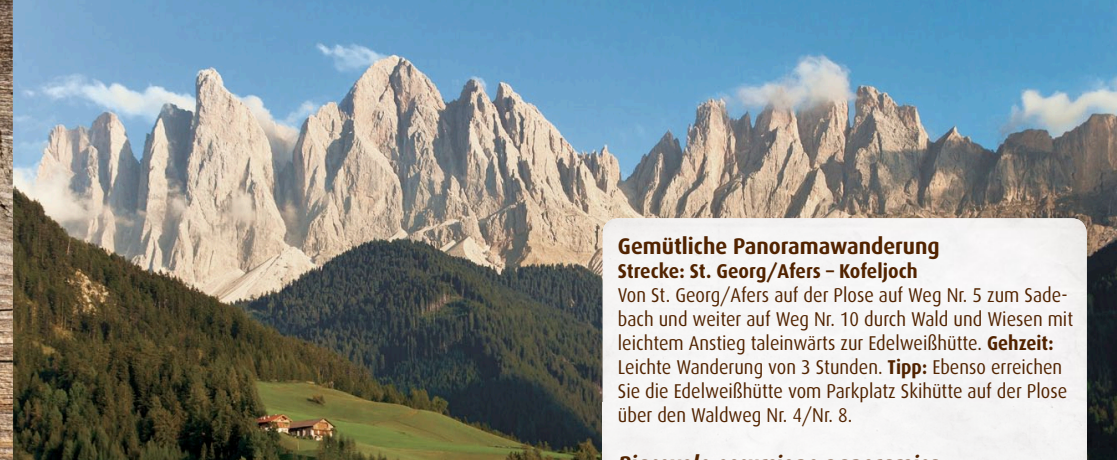 Gemütliche Panoramawanderung
Strecke: St. Georg/Afers – Kofeljoch
Von St. Georg/Afers auf der Plose auf Weg Nr. 5 zum Sade-
bach und weiter auf Weg Nr. 10 durch Wald und Wiesen mit
leichtem Anstieg taleinwärts zur Edelweißhütte. Gehzeit:
Leichte Wanderung von 3 Stunden. Tipp: Ebenso erreichen
Sie die Edelweißhütte vom Parkplatz Skihütte auf der Plose
über den Waldweg Nr. 4/Nr. 8.